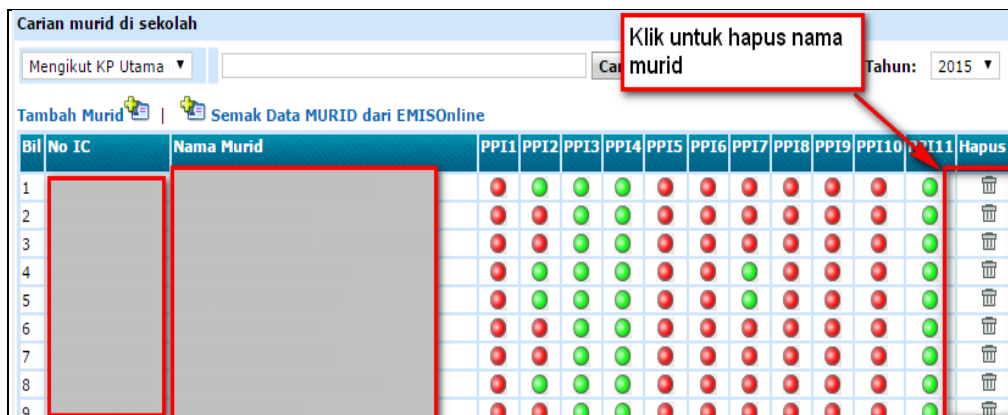 Carian murid di sekolah
Klik untuk hapus nama
murid
Mengikut KP Utama
Tahun: 2015
Tambah Murid | Semak Data MURID dari EMISOnline
Bil No IC Nama Murid PPI1 PPI2 PPI3 PPI4 PPI5 PPI6 PPI7 PPI8 PPI9 PPI10 PPI11 Hapus
1
2
3
4
5
6
7
8
9